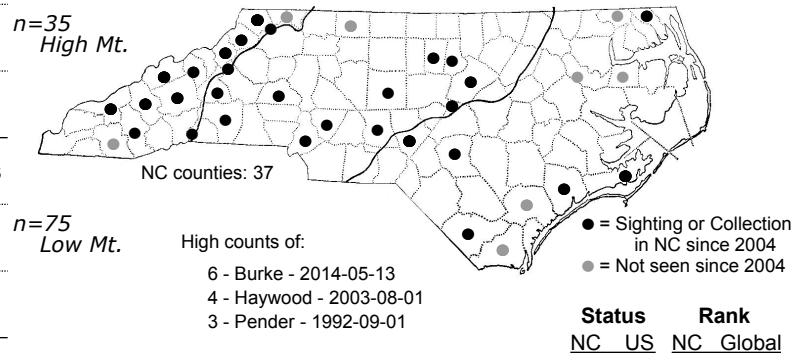 n=35
High Mt.
NC counties: 37
n=75
Low Mt.
High counts of:
6 - Burke - 2014-05-13
4 - Haywood - 2003-08-01
3 - Pender - 1992-09-01
= Sighting or Collection
in NC since 2004
= Not seen since 2004
Status Rank
NC US NC Global